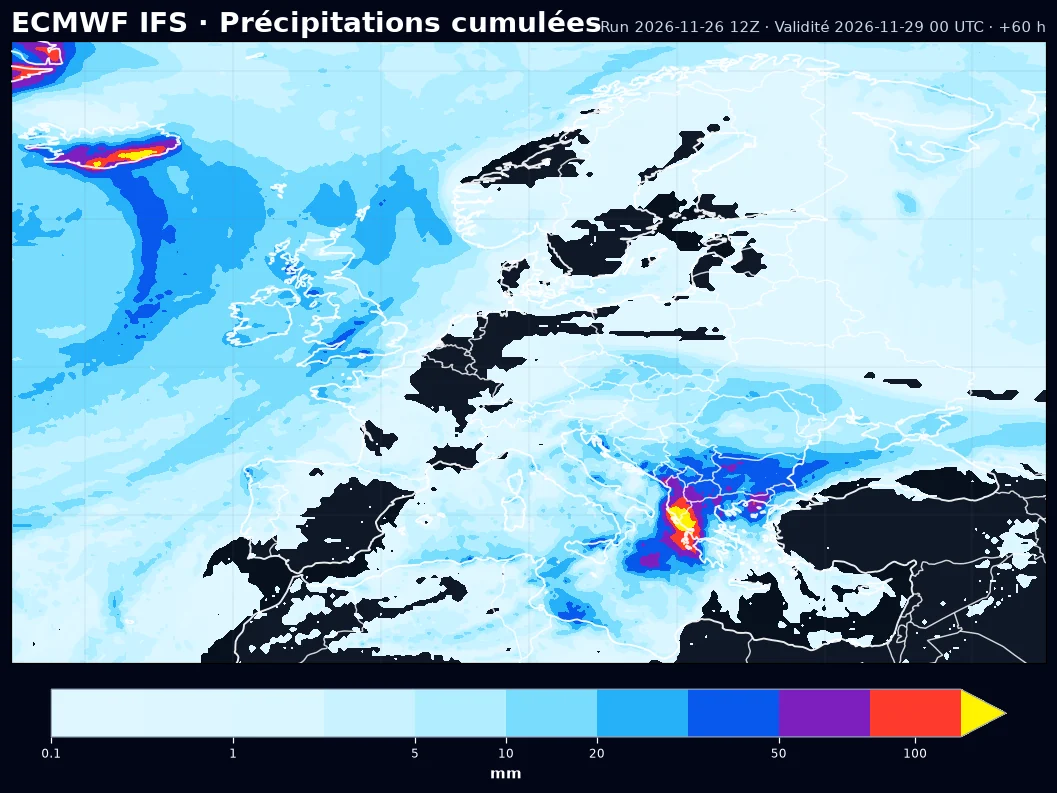 ECMWF IFS · Précipitations cumulées
Run 2026-11-26 12Z · Validité 2026-11-29 00 UTC · +60 h
0.1 1 5 10 20 50 100
mm